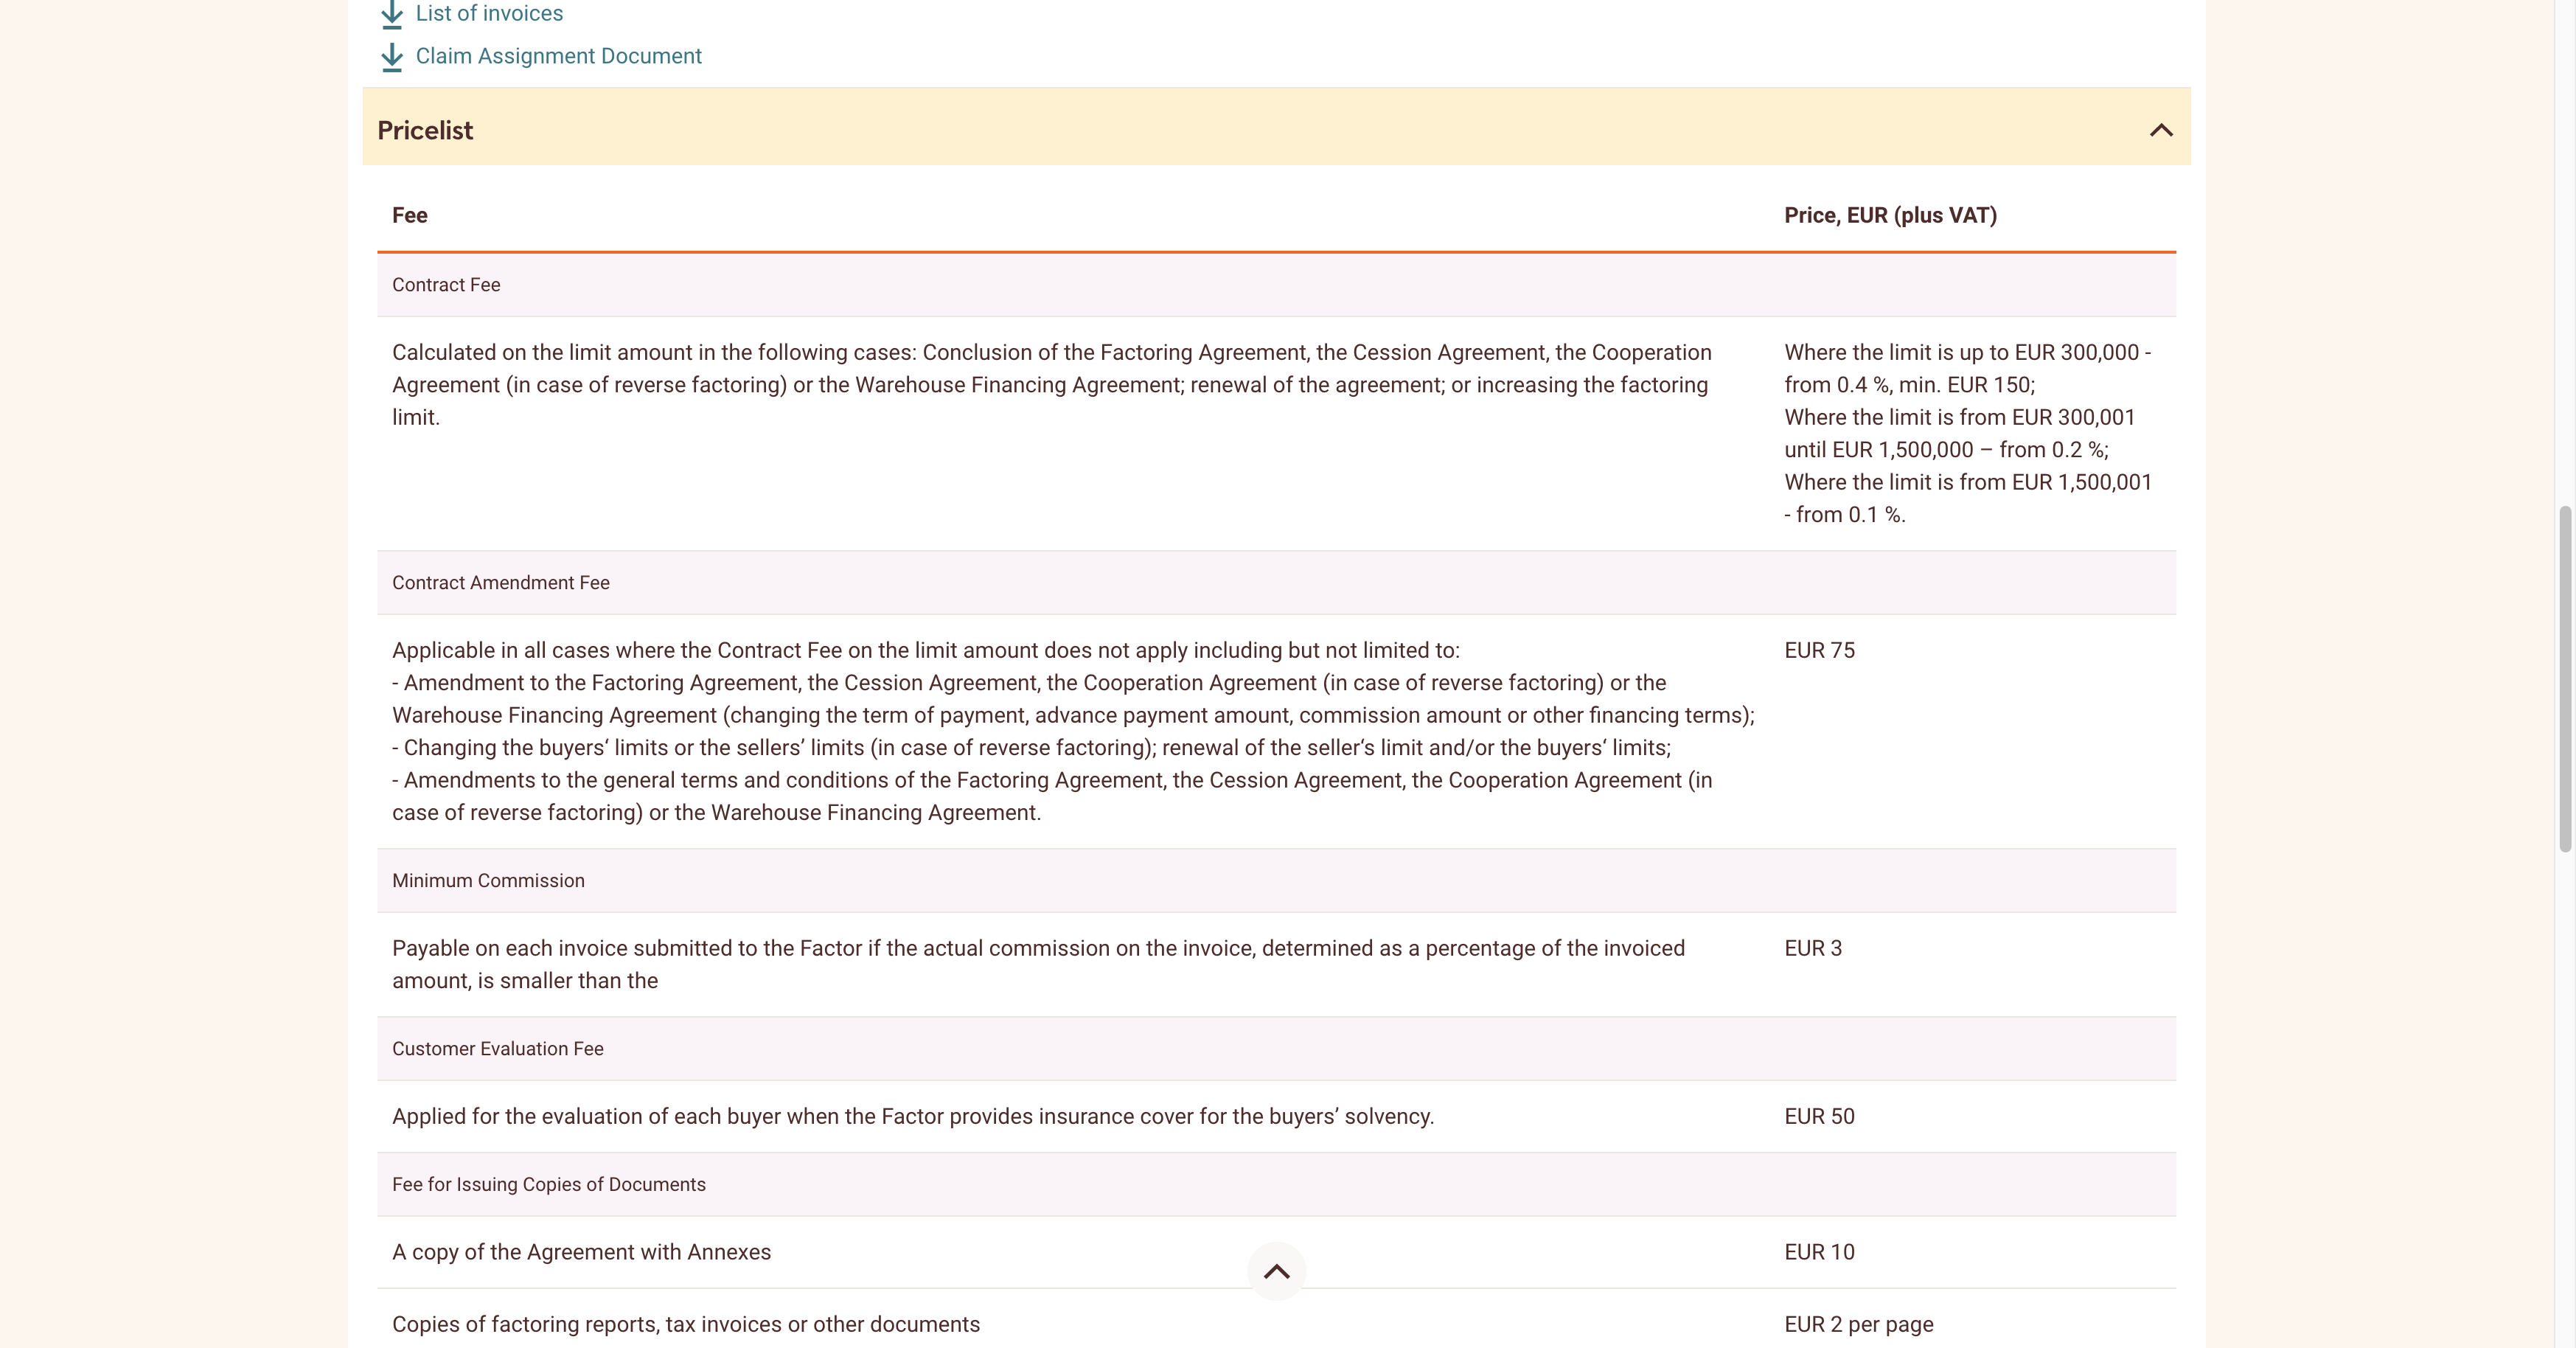 List of invoices
Claim Assignment Document
Pricelist
Fee
Price, EUR (plus VAT)
Contract Fee
Calculated on the limit amount in the following cases: Conclusion of the Factoring Agreement, the Cession Agreement, the Cooperation
Agreement (in case of reverse factoring) or the Warehouse Financing Agreement; renewal of the agreement; or increasing the factoring
limit.
Where the limit is up to EUR 300,000 -
from 0.4 %, min. EUR 150;
Where the limit is from EUR 300,001
until EUR 1,500,000 – from 0.2 %;
Where the limit is from EUR 1,500,001
- from 0.1 %.
Contract Amendment Fee
Applicable in all cases where the Contract Fee on the limit amount does not apply including but not limited to:
- Amendment to the Factoring Agreement, the Cession Agreement, the Cooperation Agreement (in case of reverse factoring) or the
Warehouse Financing Agreement (changing the term of payment, advance payment amount, commission amount or other financing terms);
- Changing the buyers‘ limits or the sellers’ limits (in case of reverse factoring); renewal of the seller‘s limit and/or the buyers‘ limits;
- Amendments to the general terms and conditions of the Factoring Agreement, the Cession Agreement, the Cooperation Agreement (in
case of reverse factoring) or the Warehouse Financing Agreement.
EUR 75
Minimum Commission
Payable on each invoice submitted to the Factor if the actual commission on the invoice, determined as a percentage of the invoiced
amount, is smaller than the
EUR 3
Customer Evaluation Fee
Applied for the evaluation of each buyer when the Factor provides insurance cover for the buyers’ solvency.
EUR 50
Fee for Issuing Copies of Documents
A copy of the Agreement with Annexes
EUR 10
Copies of factoring reports, tax invoices or other documents
EUR 2 per page